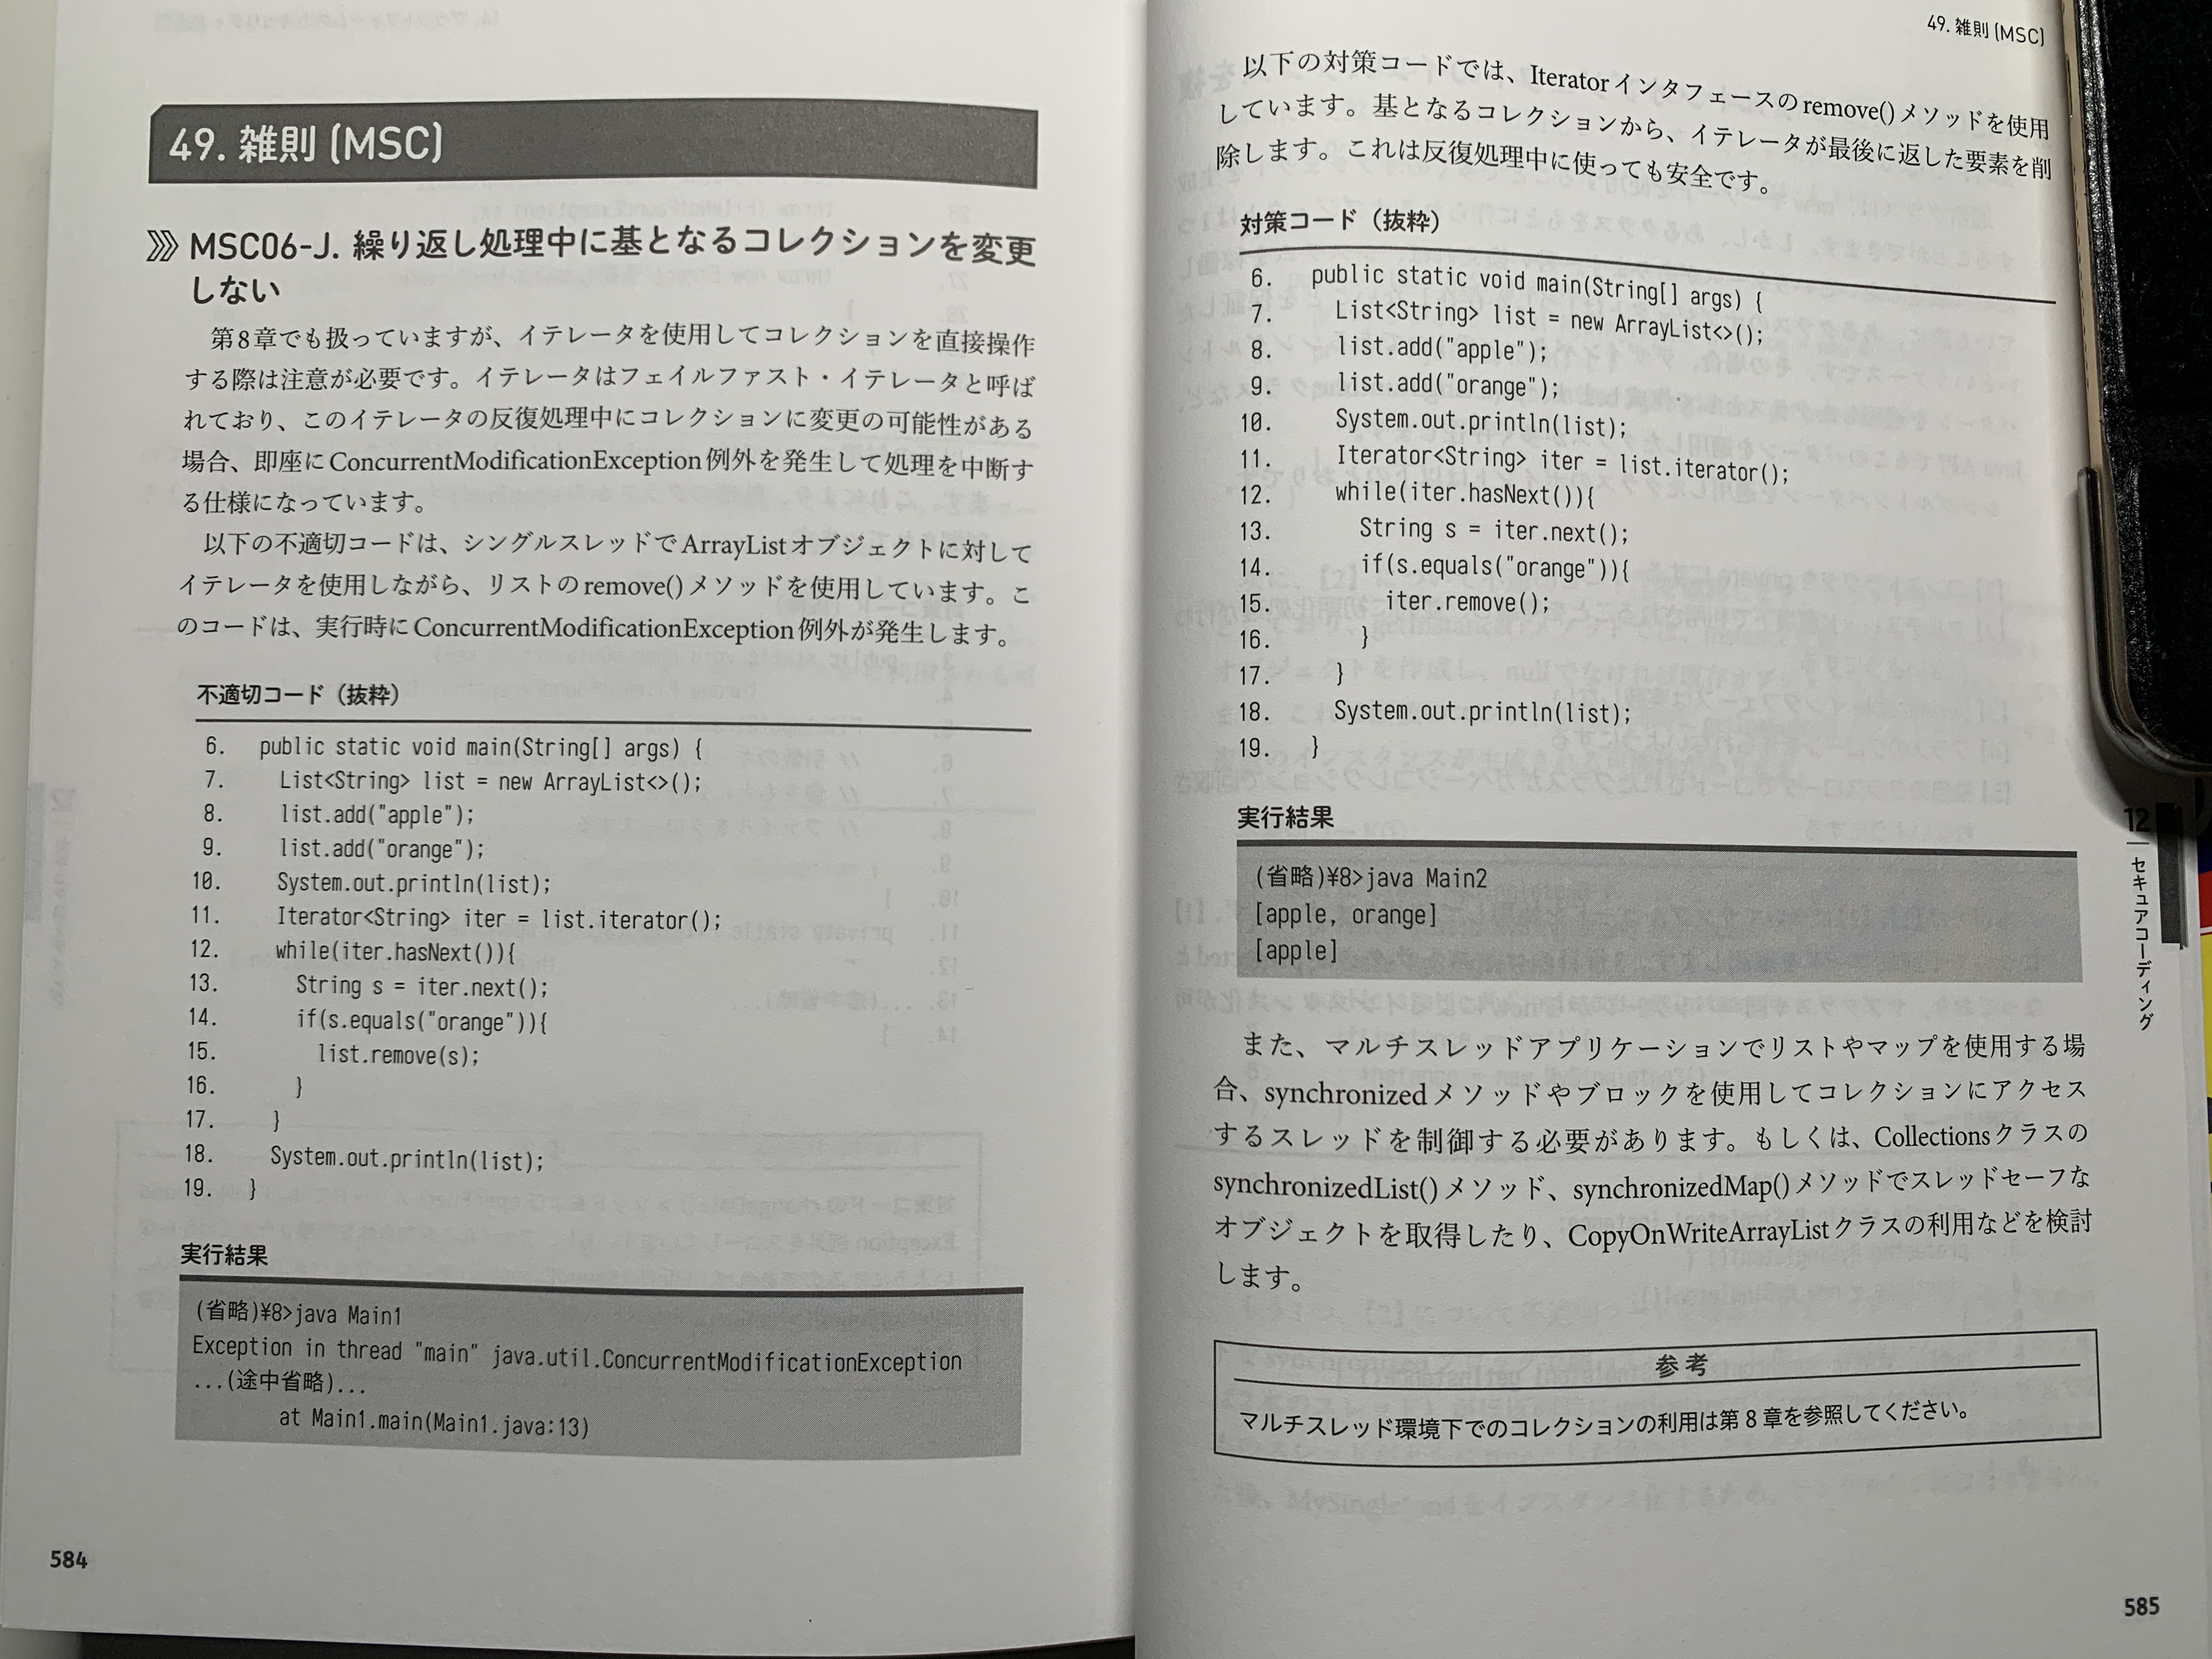 49. 雑則 (MSC)
MSC06-J. 繰り返し処理中に基となるコレクションを変更
しない
第8章でも扱っていますが、イテレータを使用してコレクションを直接操作
する際は注意が必要です。イテレータはフェイルファスト・イテレータと呼ば
れており、このイテレータの反復処理中にコレクションに変更の可能性がある
場合、即座にConcurrentModificationException例外を発生して処理を中断す
る仕様になっています。
以下の不適切コードは、シングルスレッドでArrayListオブジェクトに対して
イテレータを使用しながら、リストのremove()メソッドを使用しています。こ
のコードは、実行時にConcurrentModificationException例外が発生します。
不適切コード（抜粋）
6. public static void main(String[] args) {
7. List<String> list = new ArrayList<>();
8. list.add("apple");
9. list.add("orange");
10. System.out.println(list);
11. Iterator<String> iter = list.iterator();
12. while(iter.hasNext()){
13. String s = iter.next();
14. if(s.equals("orange")){
15. list.remove(s);
16. }
17. }
18. System.out.println(list);
19. }
実行結果
(省略)¥8>java Main1
Exception in thread "main" java.util.ConcurrentModificationException
...(途中省略)...
at Main1.main(Main1.java:13)
584
49. 雑則 (MSC)
以下の対策コードでは、Iteratorインタフェースのremove()メソッドを使用
しています。基となるコレクションから、イテレータが最後に返した要素を削
除します。これは反復処理中に使っても安全です。
対策コード（抜粋）
6. public static void main(String[] args) {
7. List<String> list = new ArrayList<>();
8. list.add("apple");
9. list.add("orange");
10. System.out.println(list);
11. Iterator<String> iter = list.iterator();
12. while(iter.hasNext()){
13. String s = iter.next();
14. if(s.equals("orange")){
15. iter.remove();
16. }
17. }
18. System.out.println(list);
19. }
実行結果
(省略)¥8>java Main2
[apple, orange]
[apple]
また、マルチスレッドアプリケーションでリストやマップを使用する場
合、synchronizedメソッドやブロックを使用してコレクションにアクセス
するスレッドを制御する必要があります。もしくは、Collectionsクラスの
synchronizedList()メソッド、synchronizedMap()メソッドでスレッドセーフな
オブジェクトを取得したり、CopyOnWriteArrayListクラスの利用などを検討
します。
参考
マルチスレッド環境下でのコレクションの利用は第8章を参照してください。
12
セキュアコーディング
585